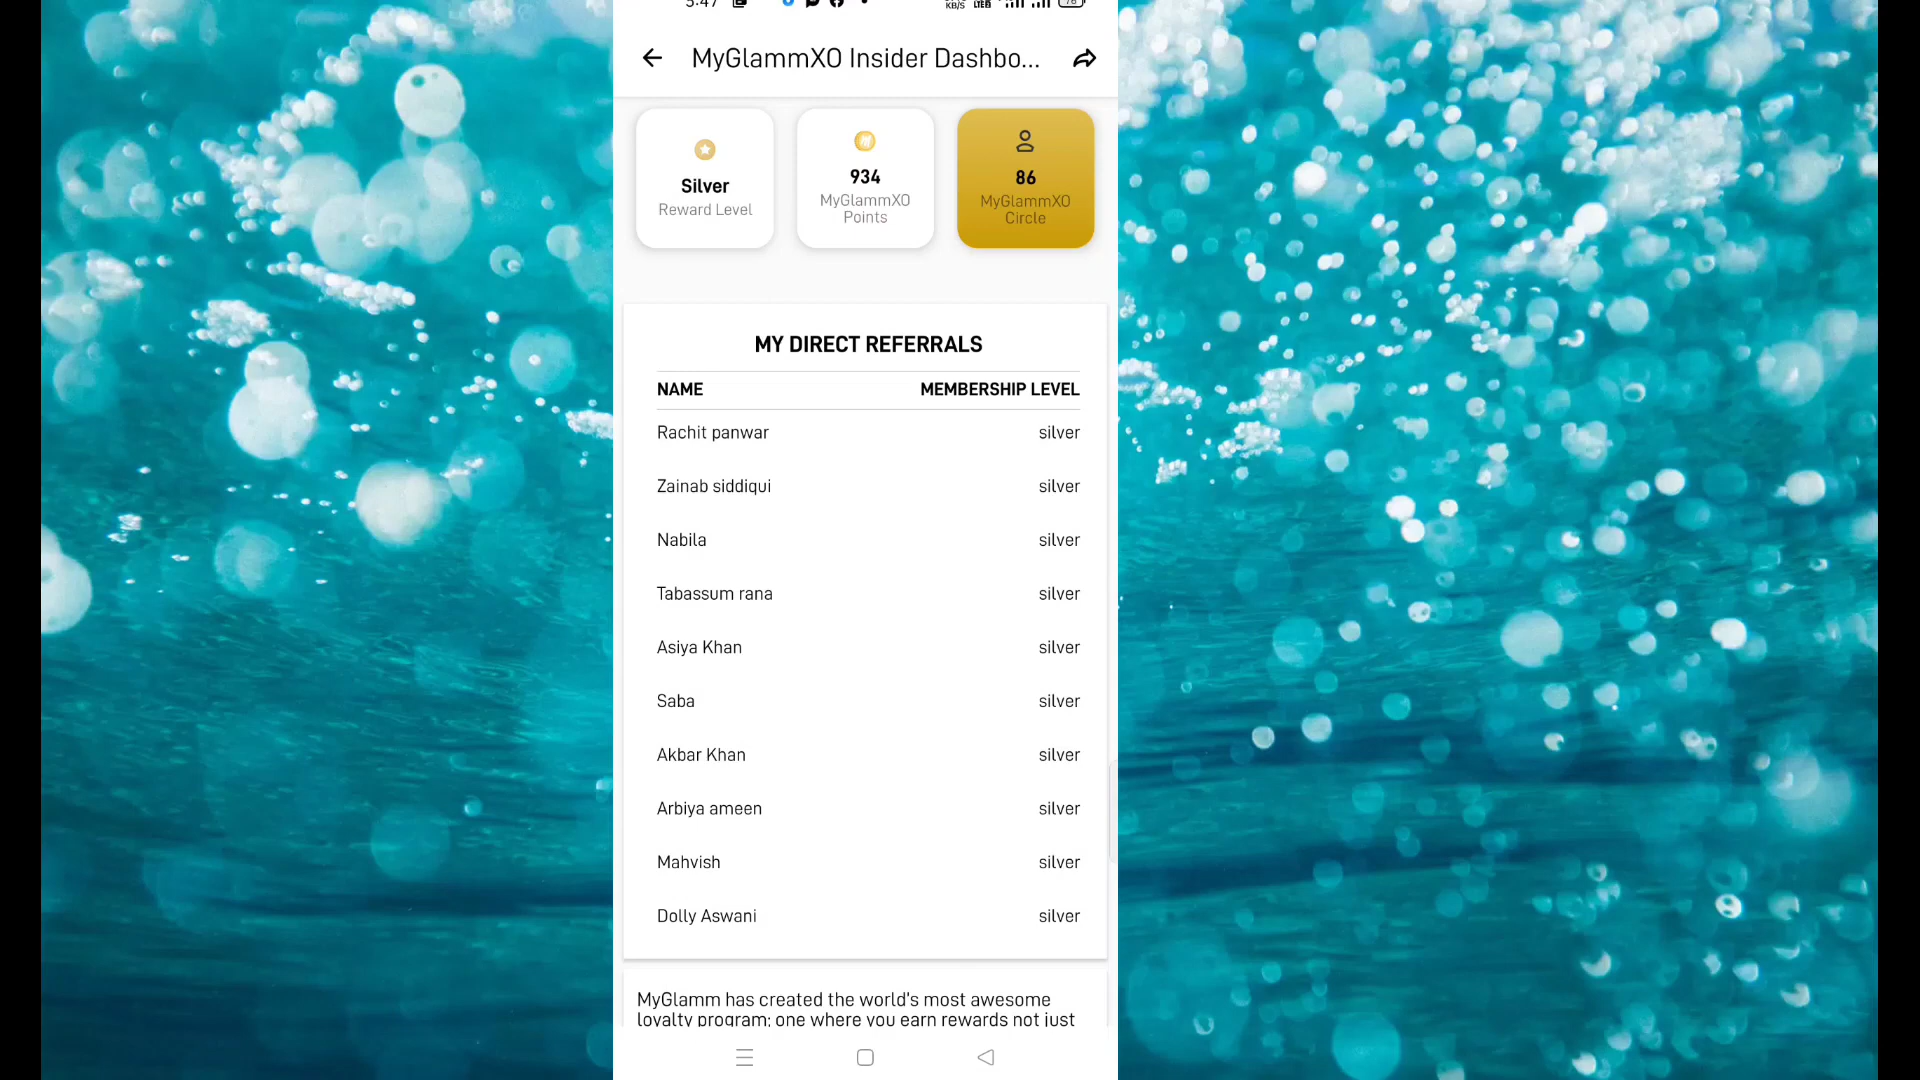 5:47
KB/S
MyGlammXO Insider Dashbo...
Silver
Reward Level
934
MyGlammXO
Points
86
MyGlammXO
Circle
MY DIRECT REFERRALS
NAME MEMBERSHIP LEVEL
Rachit panwar silver
Zainab siddiqui silver
Nabila silver
Tabassum rana silver
Asiya Khan silver
Saba silver
Akbar Khan silver
Arbiya ameen silver
Mahvish silver
Dolly Aswani silver
MyGlamm has created the world's most awesome
loyalty program; one where you earn rewards not just